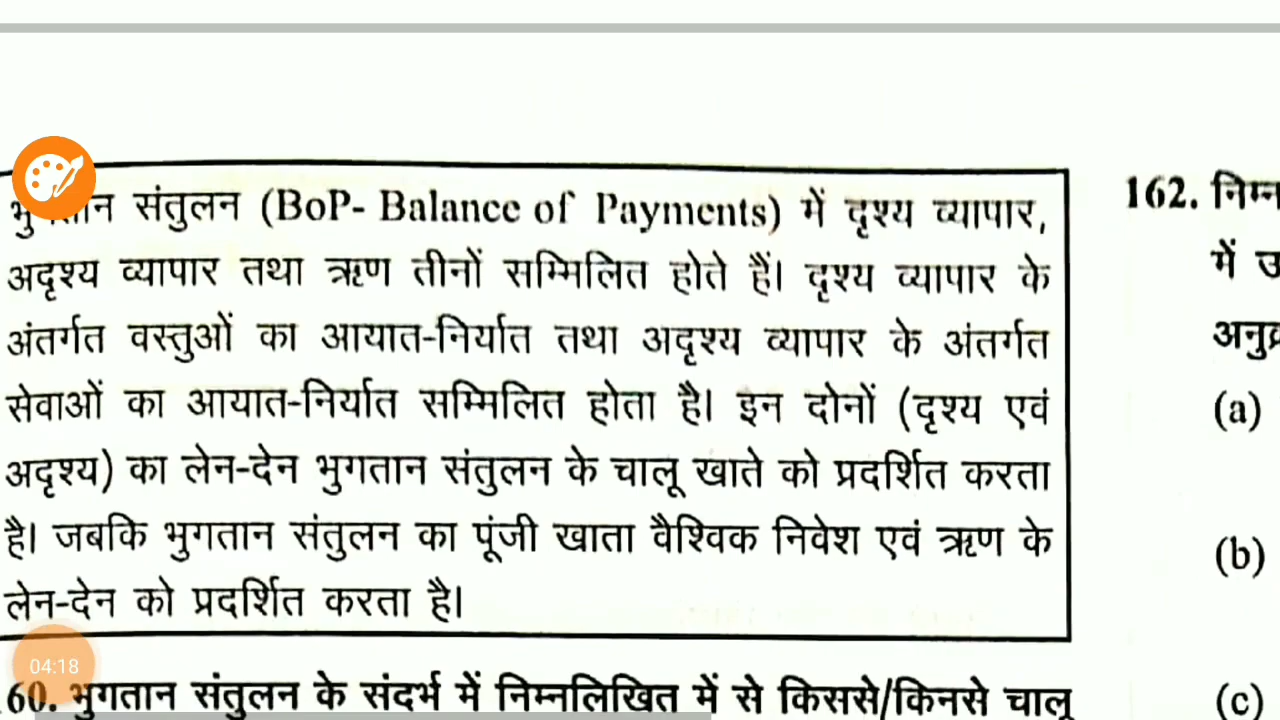 संतुलन (BoP- Balance of Payments) में दृश्य व्यापार,
अदृश्य व्यापार तथा ऋण तीनों सम्मिलित होते हैं। दृश्य व्यापार के
अंतर्गत वस्तुओं का आयात-निर्यात तथा अदृश्य व्यापार के अंतर्गत
सेवाओं का आयात-निर्यात सम्मिलित होता है। इन दोनों (दृश्य एवं
अदृश्य) का लेन-देन भुगतान संतुलन के चालू खाते को प्रदर्शित करता
है। जबकि भुगतान संतुलन का पूंजी खाता वैश्विक निवेश एवं ऋण के
लेन-देन को प्रदर्शित करता है।
04:18
60. भुगतान संतुलन के संदर्भ में निम्नलिखित में से किससे/किनसे चालू
162.
में
(a)
(b)
(c)